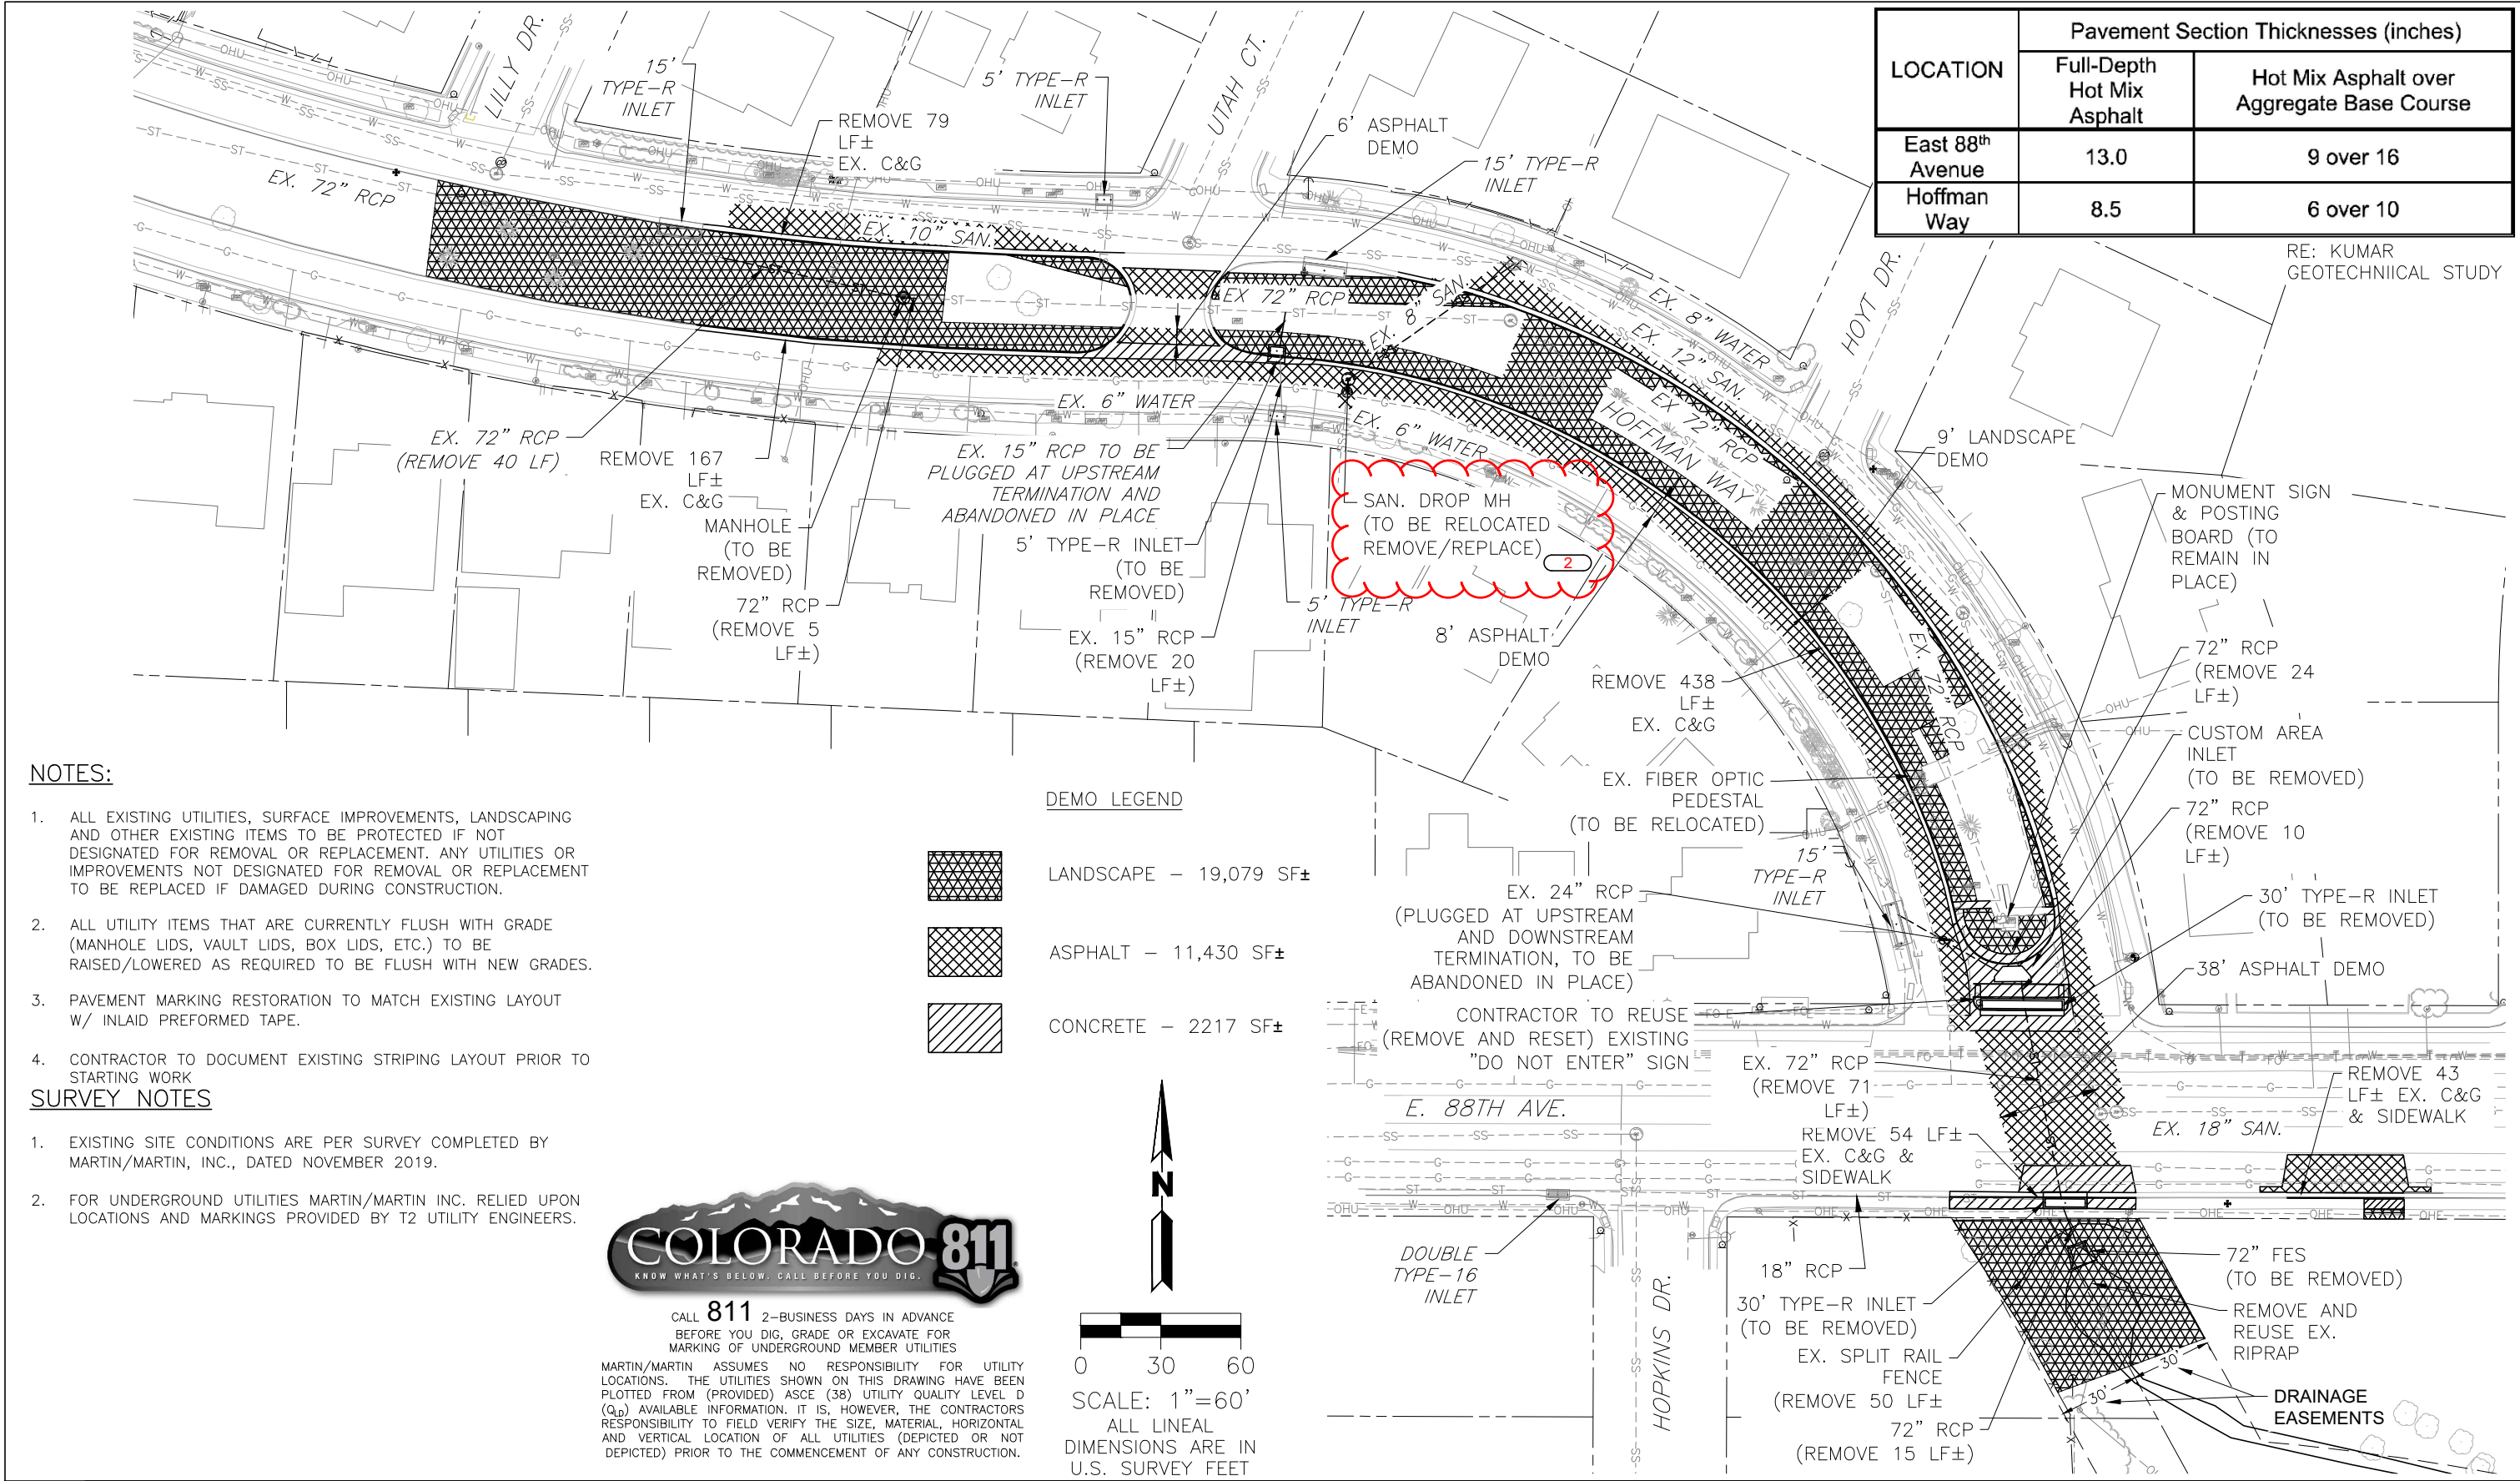 LOCATION
Pavement Section Thicknesses (inches)
Full-Depth
Hot Mix
Asphalt
Hot Mix Asphalt over
Aggregate Base Course
East 88th
Avenue
13.0
9 over 16
Hoffman
Way
8.5
6 over 10
RE: KUMAR
GEOTECHNIICAL STUDY
LILLY DR.
UTAH CT.
HOYT DR.
15'
TYPE-R
INLET
5' TYPE-R
INLET
REMOVE 79
LF±
EX. C&G
6' ASPHALT
DEMO
15' TYPE-R
INLET
EX. 72" RCP
EX. 10" SAN.
EX 72" RCP
EX. 8" SAN.
EX. 8" WATER
EX. 12" SAN.
EX 72" RCP
HOFFMAN WAY
EX. 6" WATER
EX. 6" WATER
EX. 72" RCP
(REMOVE 40 LF)
REMOVE 167
LF±
EX. C&G
MANHOLE
(TO BE
REMOVED)
72" RCP
(REMOVE 5
LF±)
EX. 15" RCP TO BE
PLUGGED AT UPSTREAM
TERMINATION AND
ABANDONED IN PLACE
5' TYPE-R INLET
(TO BE
REMOVED)
EX. 15" RCP
(REMOVE 20
LF±)
5' TYPE-R
INLET
SAN. DROP MH
(TO BE RELOCATED
REMOVE/REPLACE)
2
8' ASPHALT
DEMO
9' LANDSCAPE
DEMO
MONUMENT SIGN
& POSTING
BOARD (TO
REMAIN IN
PLACE)
72" RCP
(REMOVE 24
LF±)
CUSTOM AREA
INLET
(TO BE REMOVED)
72" RCP
(REMOVE 10
LF±)
30' TYPE-R INLET
(TO BE REMOVED)
38' ASPHALT DEMO
EX. 72" RCP
REMOVE 438
LF±
EX. C&G
EX. FIBER OPTIC
PEDESTAL
(TO BE RELOCATED)
15'
TYPE-R
INLET
EX. 24" RCP
(PLUGGED AT UPSTREAM
AND DOWNSTREAM
TERMINATION, TO BE
ABANDONED IN PLACE)
CONTRACTOR TO REUSE
(REMOVE AND RESET) EXISTING
"DO NOT ENTER" SIGN
EX. 72" RCP
(REMOVE 71
LF±)
E. 88TH AVE.
REMOVE 54 LF±
EX. C&G &
SIDEWALK
REMOVE 43
LF± EX. C&G
& SIDEWALK
EX. 18" SAN.
DOUBLE
TYPE-16
INLET
HOPKINS DR.
18" RCP
30' TYPE-R INLET
(TO BE REMOVED)
EX. SPLIT RAIL
FENCE
(REMOVE 50 LF±
72" RCP
(REMOVE 15 LF±)
72" FES
(TO BE REMOVED)
REMOVE AND
REUSE EX.
RIPRAP
30'
30'
DRAINAGE
EASEMENTS
NOTES:
1. ALL EXISTING UTILITIES, SURFACE IMPROVEMENTS, LANDSCAPING
AND OTHER EXISTING ITEMS TO BE PROTECTED IF NOT
DESIGNATED FOR REMOVAL OR REPLACEMENT. ANY UTILITIES OR
IMPROVEMENTS NOT DESIGNATED FOR REMOVAL OR REPLACEMENT
TO BE REPLACED IF DAMAGED DURING CONSTRUCTION.
2. ALL UTILITY ITEMS THAT ARE CURRENTLY FLUSH WITH GRADE
(MANHOLE LIDS, VAULT LIDS, BOX LIDS, ETC.) TO BE
RAISED/LOWERED AS REQUIRED TO BE FLUSH WITH NEW GRADES.
3. PAVEMENT MARKING RESTORATION TO MATCH EXISTING LAYOUT
W/ INLAID PREFORMED TAPE.
4. CONTRACTOR TO DOCUMENT EXISTING STRIPING LAYOUT PRIOR TO
STARTING WORK
SURVEY NOTES
1. EXISTING SITE CONDITIONS ARE PER SURVEY COMPLETED BY
MARTIN/MARTIN, INC., DATED NOVEMBER 2019.
2. FOR UNDERGROUND UTILITIES MARTIN/MARTIN INC. RELIED UPON
LOCATIONS AND MARKINGS PROVIDED BY T2 UTILITY ENGINEERS.
DEMO LEGEND
LANDSCAPE - 19,079 SF±
ASPHALT - 11,430 SF±
CONCRETE - 2217 SF±
COLORADO 811
KNOW WHAT'S BELOW. CALL BEFORE YOU DIG.
CALL 811 2-BUSINESS DAYS IN ADVANCE
BEFORE YOU DIG, GRADE OR EXCAVATE FOR
MARKING OF UNDERGROUND MEMBER UTILITIES
MARTIN/MARTIN ASSUMES NO RESPONSIBILITY FOR UTILITY
LOCATIONS. THE UTILITIES SHOWN ON THIS DRAWING HAVE BEEN
PLOTTED FROM (PROVIDED) ASCE (38) UTILITY QUALITY LEVEL D
(QLD) AVAILABLE INFORMATION. IT IS, HOWEVER, THE CONTRACTORS
RESPONSIBILITY TO FIELD VERIFY THE SIZE, MATERIAL, HORIZONTAL
AND VERTICAL LOCATION OF ALL UTILITIES (DEPICTED OR NOT
DEPICTED) PRIOR TO THE COMMENCEMENT OF ANY CONSTRUCTION.
N
0 30 60
SCALE: 1"=60'
ALL LINEAL
DIMENSIONS ARE IN
U.S. SURVEY FEET